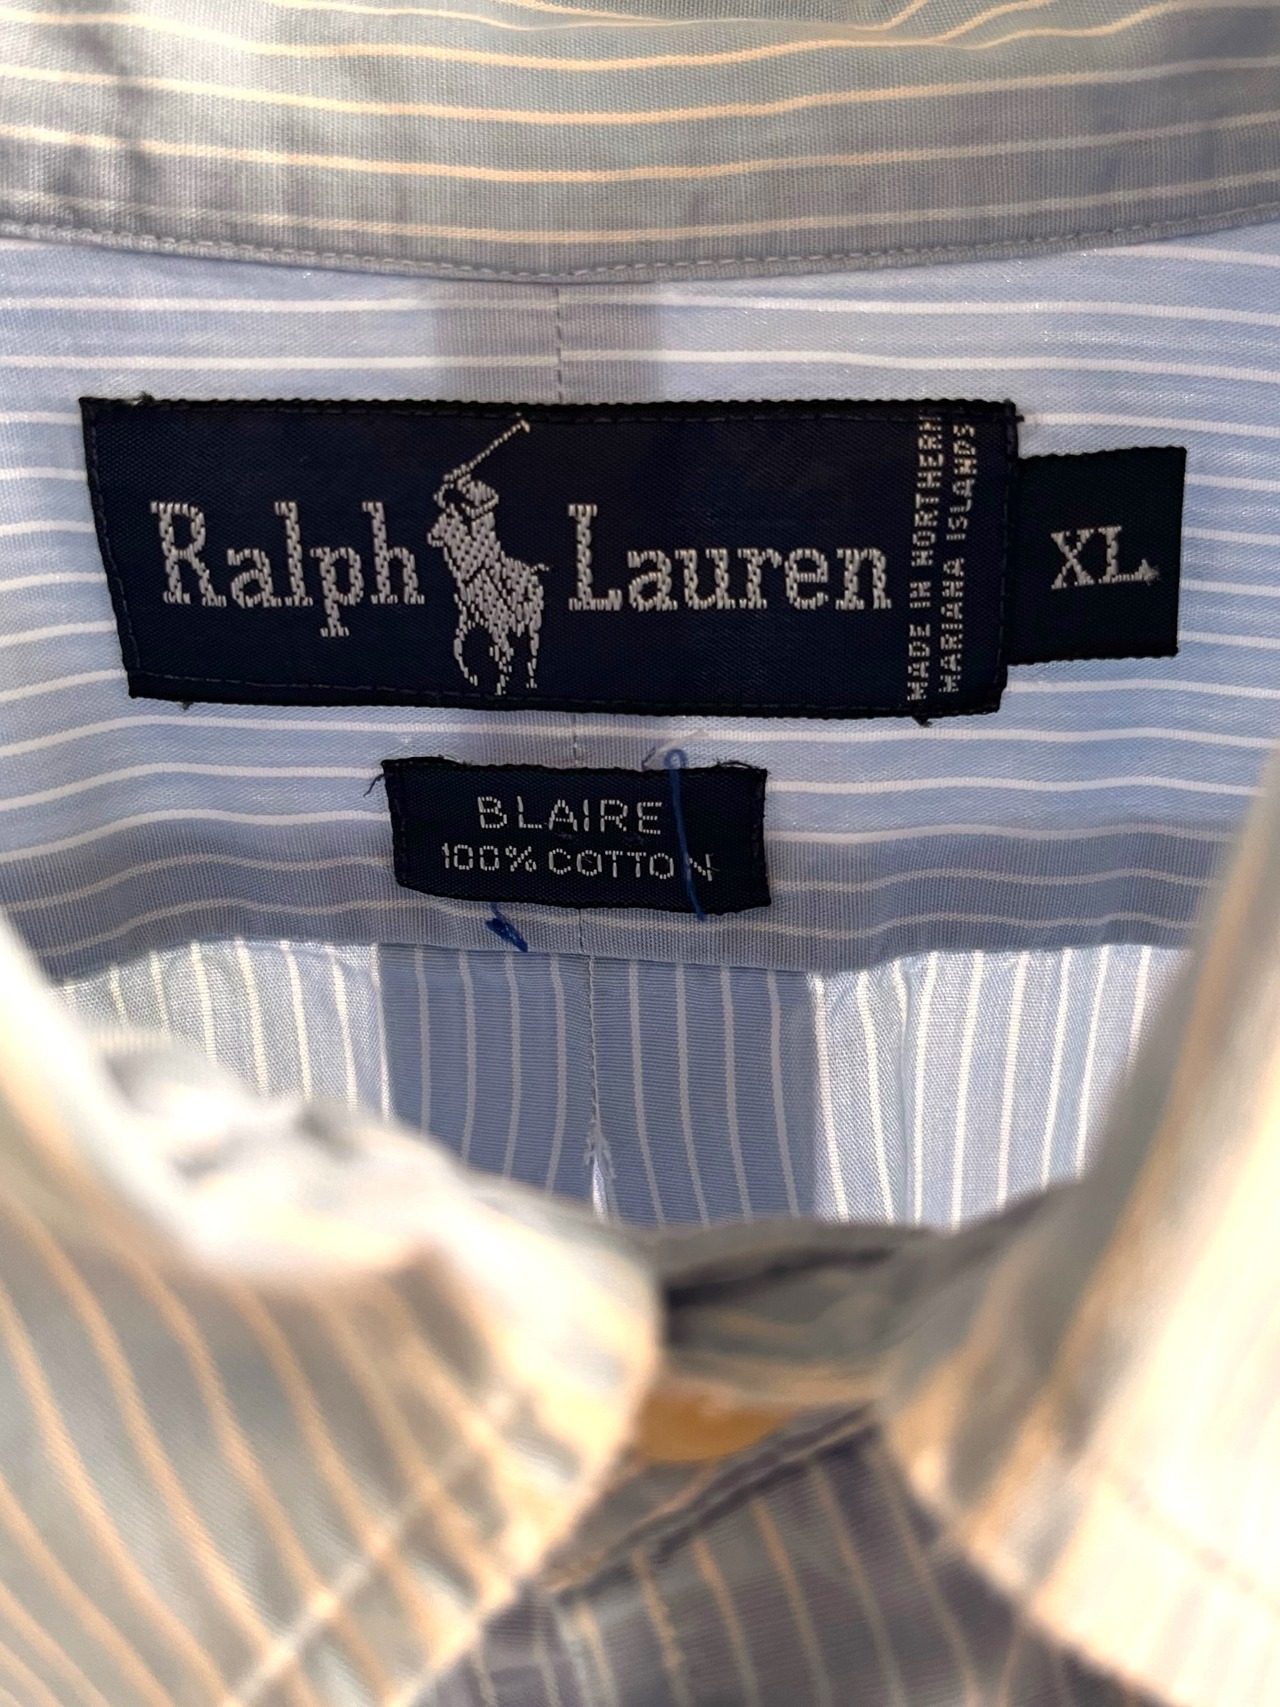 Ralph Lauren
MADE IN NORTHERN
MARIANA ISLANDS
XL
BLAIRE
100% COTTON